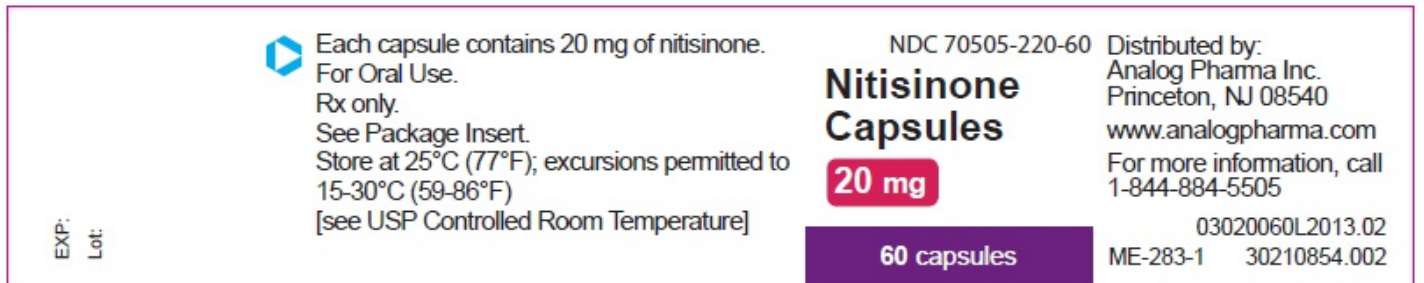 Each capsule contains 20 mg of nitisinone.
For Oral Use.
Rx only.
See Package Insert.
Store at 25°C (77°F); excursions permitted to
15-30°C (59-86°F)
[see USP Controlled Room Temperature]
EXP:
Lot:
NDC 70505-220-60
Nitisinone
Capsules
20 mg
60 capsules
Distributed by:
Analog Pharma Inc.
Princeton, NJ 08540
www.analogpharma.com
For more information, call
1-844-884-5505
03020060L2013.02
ME-283-1 30210854.002